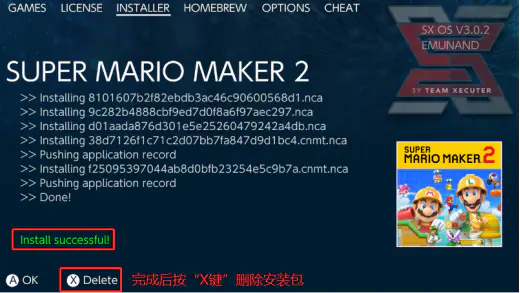 GAMES LICENSE INSTALLER HOMEBREW OPTIONS CHEAT
SX OS V3.0.2
EMUNAND
BY TEAM XECUTER
SUPER MARIO MAKER 2
>> Installing 8101607b2f82ebdb3ac46c90600568d1.nca
>> Installing 9c282b4888cbf9ed7d0f8a6f97aec297.nca
>> Installing d01aada876d301e5e25260479242a4db.nca
>> Installing 38d7126f1c71c2d07bb7fa847d9d1bc4.cnmt.nca
>> Pushing application record
>> Installing f25095397044ab8d0bfb23254e5c9b7a.cnmt.nca
>> Pushing application record
>> Done!
SUPER
MARIO MAKER 2
Install successful!
A OK X Delete 完成后按“X键”删除安装包